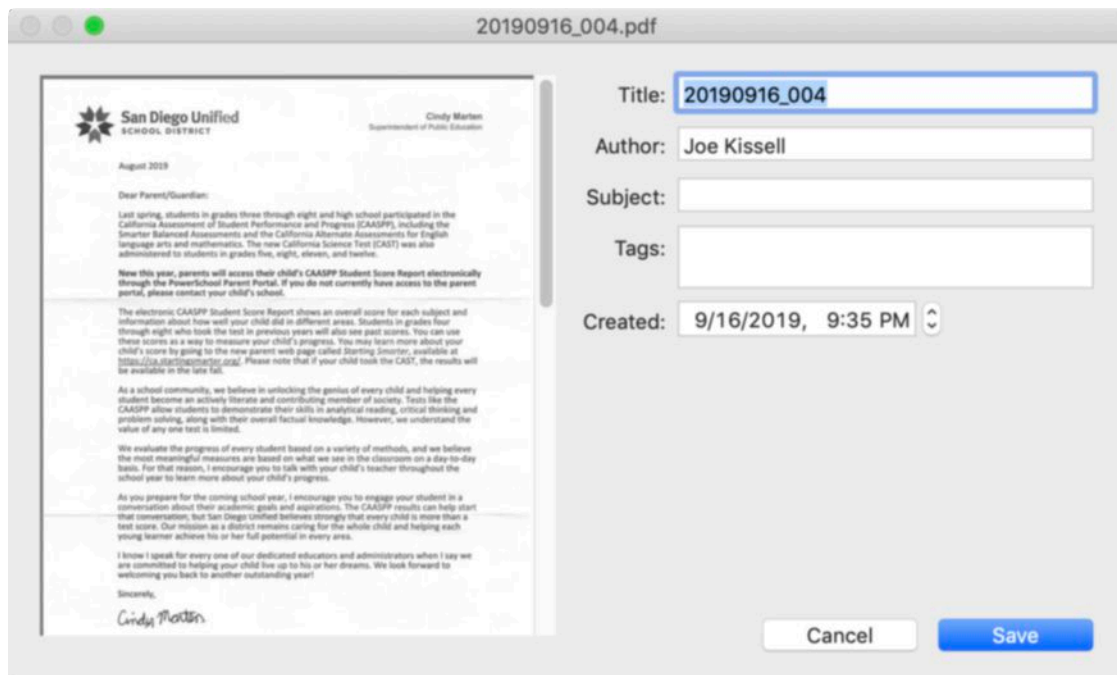 20190916_004.pdf
San Diego Unified
SCHOOL DISTRICT
Cindy Marten
Superintendent of Public Education
August 2019
Dear Parent/Guardian:
Last spring, students in grades three through eight and high school participated in the
California Assessment of Student Performance and Progress (CAASPP), including the
Smarter Balanced Assessments and the California Alternate Assessments for English
language arts and mathematics. The new California Science Test (CAST) was also
administered to students in grades five, eight, eleven, and twelve.
New this year, parents will access their child's CAASPP Student Score Report electronically
through the PowerSchool Parent Portal. If you do not currently have access to the parent
portal, please contact your child's school.
The electronic CAASPP Student Score Report shows an overall score for each subject and
information about how well your child did in different areas. Students in grades four
through eight who took the test in previous years will also see past scores. You can use
these scores as a way to measure your child's progress. You may learn more about your
child's score by going to the new parent web page called Starting Smarter, available at
https://ca.startingsmarter.org/. Please note that if your child took the CAST, the results will
be available in the late fall.
As a school community, we believe in unlocking the genius of every child and helping every
student become an actively literate and contributing member of society. Tests like the
CAASPP allow students to demonstrate their skills in analytical reading, critical thinking and
problem solving, along with their overall factual knowledge. However, we understand the
value of any one test is limited.
We evaluate the progress of every student based on a variety of methods, and we believe
the most meaningful measures are based on what we see in the classroom on a day-to-day
basis. For that reason, I encourage you to talk with your child's teacher throughout the
school year to learn more about your child's progress.
As you prepare for the coming school year, I encourage you to engage your student in a
conversation about their academic goals and aspirations. The CAASPP results can help start
that conversation, but San Diego Unified believes strongly that every child is more than a
test score. Our mission as a district remains caring for the whole child and helping each
young learner achieve his or her full potential in every area.
I know I speak for every one of our dedicated educators and administrators when I say we
are committed to helping your child live up to his or her dreams. We look forward to
welcoming you back to another outstanding year!
Sincerely,
Cindy Marten
Title: 20190916_004
Author: Joe Kissell
Subject:
Tags:
Created: 9/16/2019, 9:35 PM
Cancel
Save